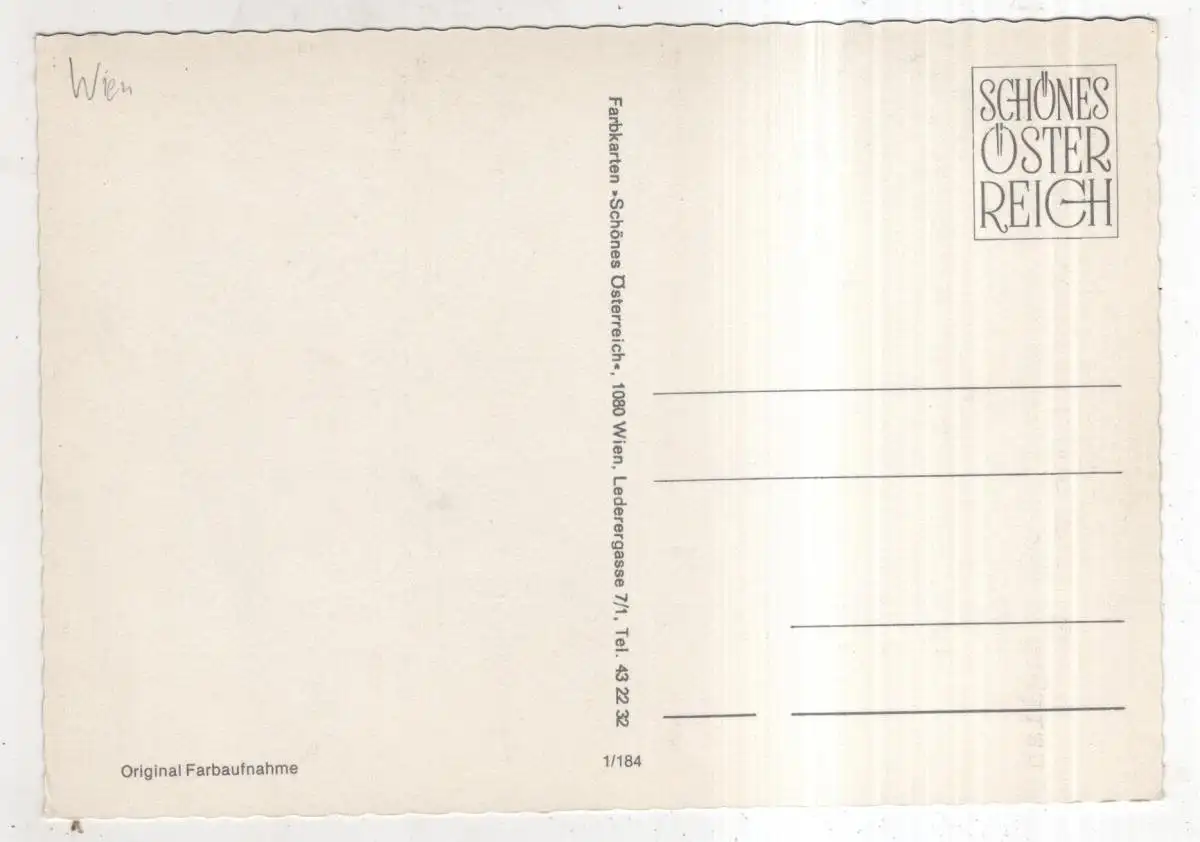 Wien
SCHÖNES
ÖSTER
REICH
Farbkarten »Schönes Österreich«, 1080 Wien, Lederergasse 7/1, Tel. 43 22 32
Original Farbaufnahme
1/184